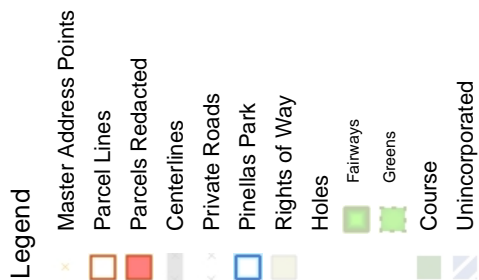 Legend
Master Address Points
Parcel Lines
Parcels Redacted
Centerlines
Private Roads
Pinellas Park
Rights of Way
Holes
Fairways
Greens
Course
Unincorporated